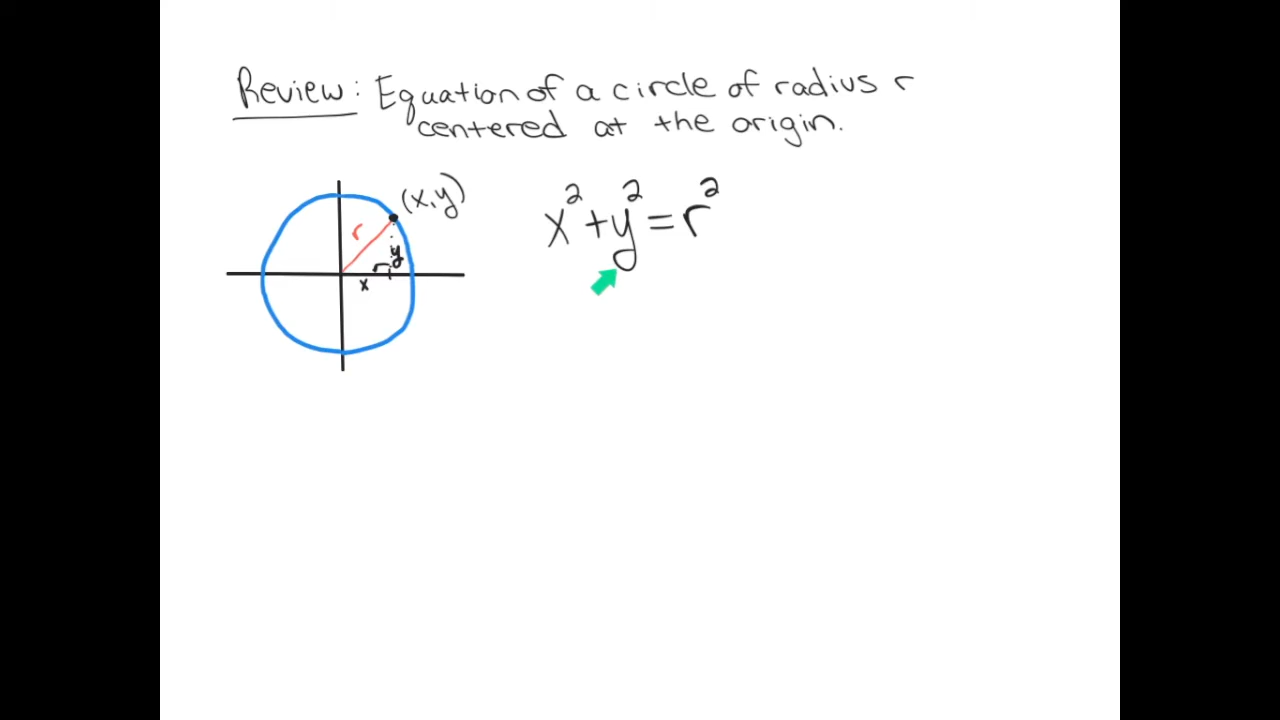 Review: Equation of a circle of radius r
centered at the origin.
(x,y)
x² + y² = r²
r
y
x